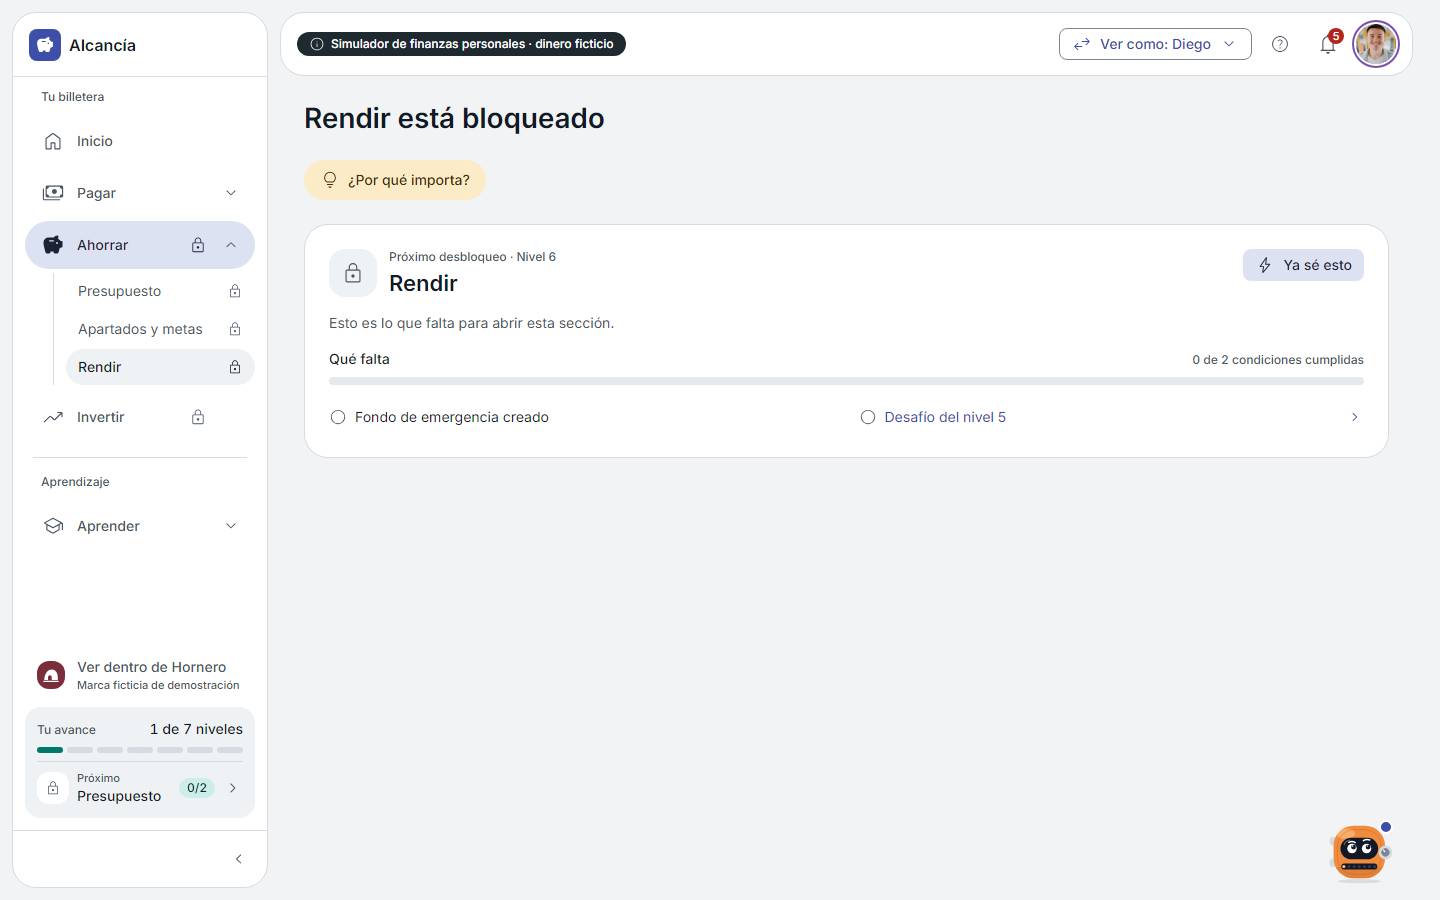 Alcancía
Simulador de finanzas personales · dinero ficticio
Ver como: Diego
5
Tu billetera
Inicio
Pagar
Ahorrar
Presupuesto
Apartados y metas
Rendir
Invertir
Aprendizaje
Aprender
Ver dentro de Hornero
Marca ficticia de demostración
Tu avance
1 de 7 niveles
Próximo
Presupuesto
0/2
Rendir está bloqueado
¿Por qué importa?
Próximo desbloqueo · Nivel 6
Rendir
Ya sé esto
Esto es lo que falta para abrir esta sección.
Qué falta
0 de 2 condiciones cumplidas
Fondo de emergencia creado
Desafío del nivel 5